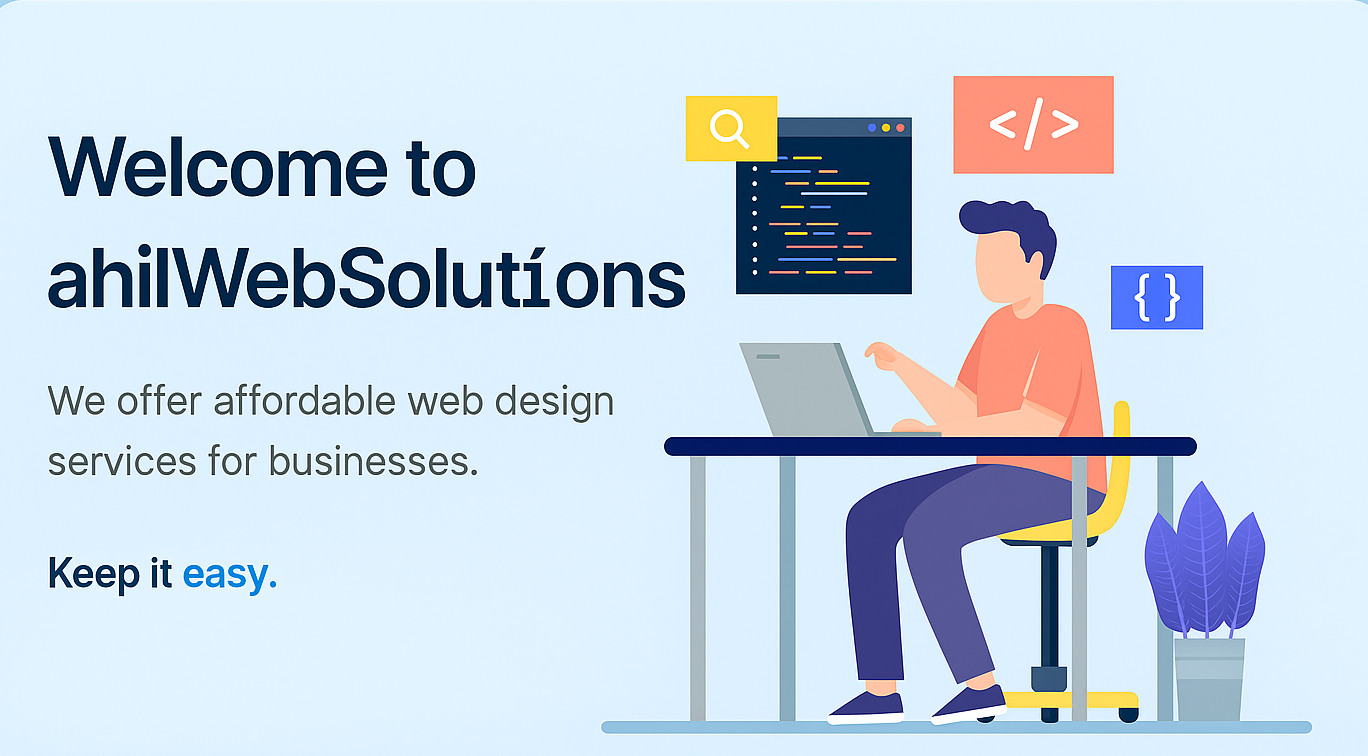 Welcome to
ahilWebSolutíons
We offer affordable web design
services for businesses.
Keep it easy.
</>
{ }